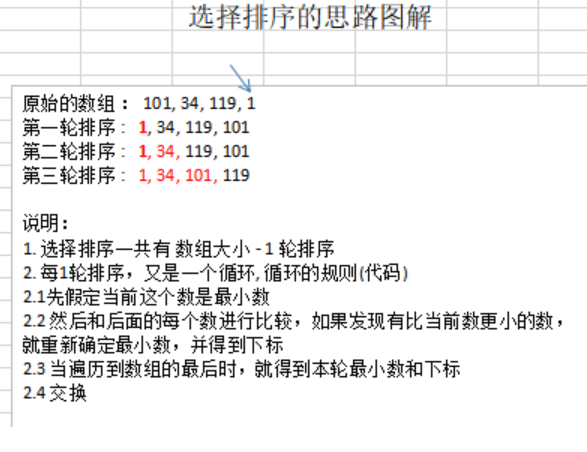 选择排序的思路图解
原始的数组 : 101, 34, 119, 1
第一轮排序 : 1, 34, 119, 101
第二轮排序 : 1, 34, 119, 101
第三轮排序 : 1, 34, 101, 119
说明:
1. 选择排序一共有 数组大小 - 1 轮排序
2. 每1轮排序，又是一个循环, 循环的规则(代码)
2.1先假定当前这个数是最小数
2.2 然后和后面的每个数进行比较，如果发现有比当前数更小的数，
就重新确定最小数，并得到下标
2.3 当遍历到数组的最后时，就得到本轮最小数和下标
2.4 交换